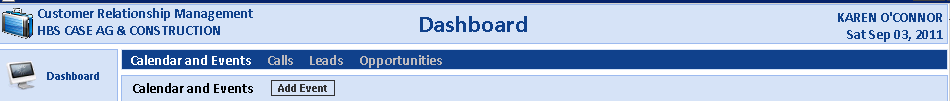 Customer Relationship Management
HBS CASE AG & CONSTRUCTION
Dashboard
KAREN O'CONNOR
Sat Sep 03, 2011
Dashboard
Calendar and Events Calls Leads Opportunities
Calendar and Events Add Event